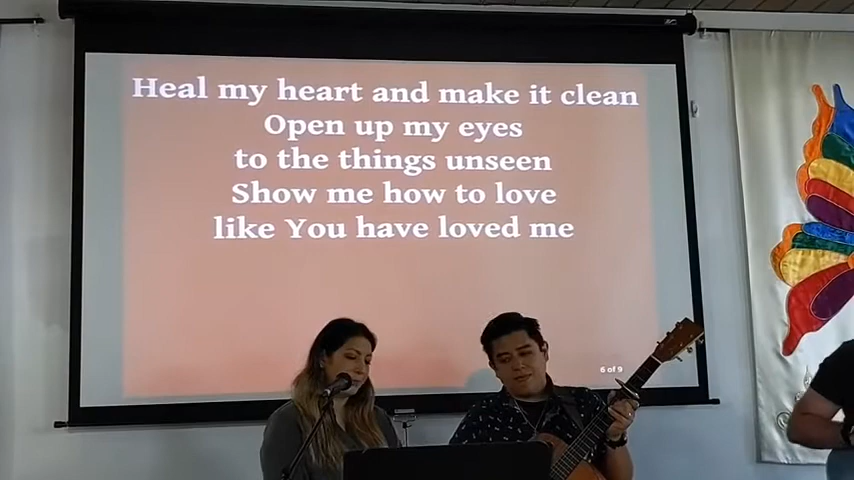 Heal my heart and make it clean
Open up my eyes
to the things unseen
Show me how to love
like You have loved me
6 of 9